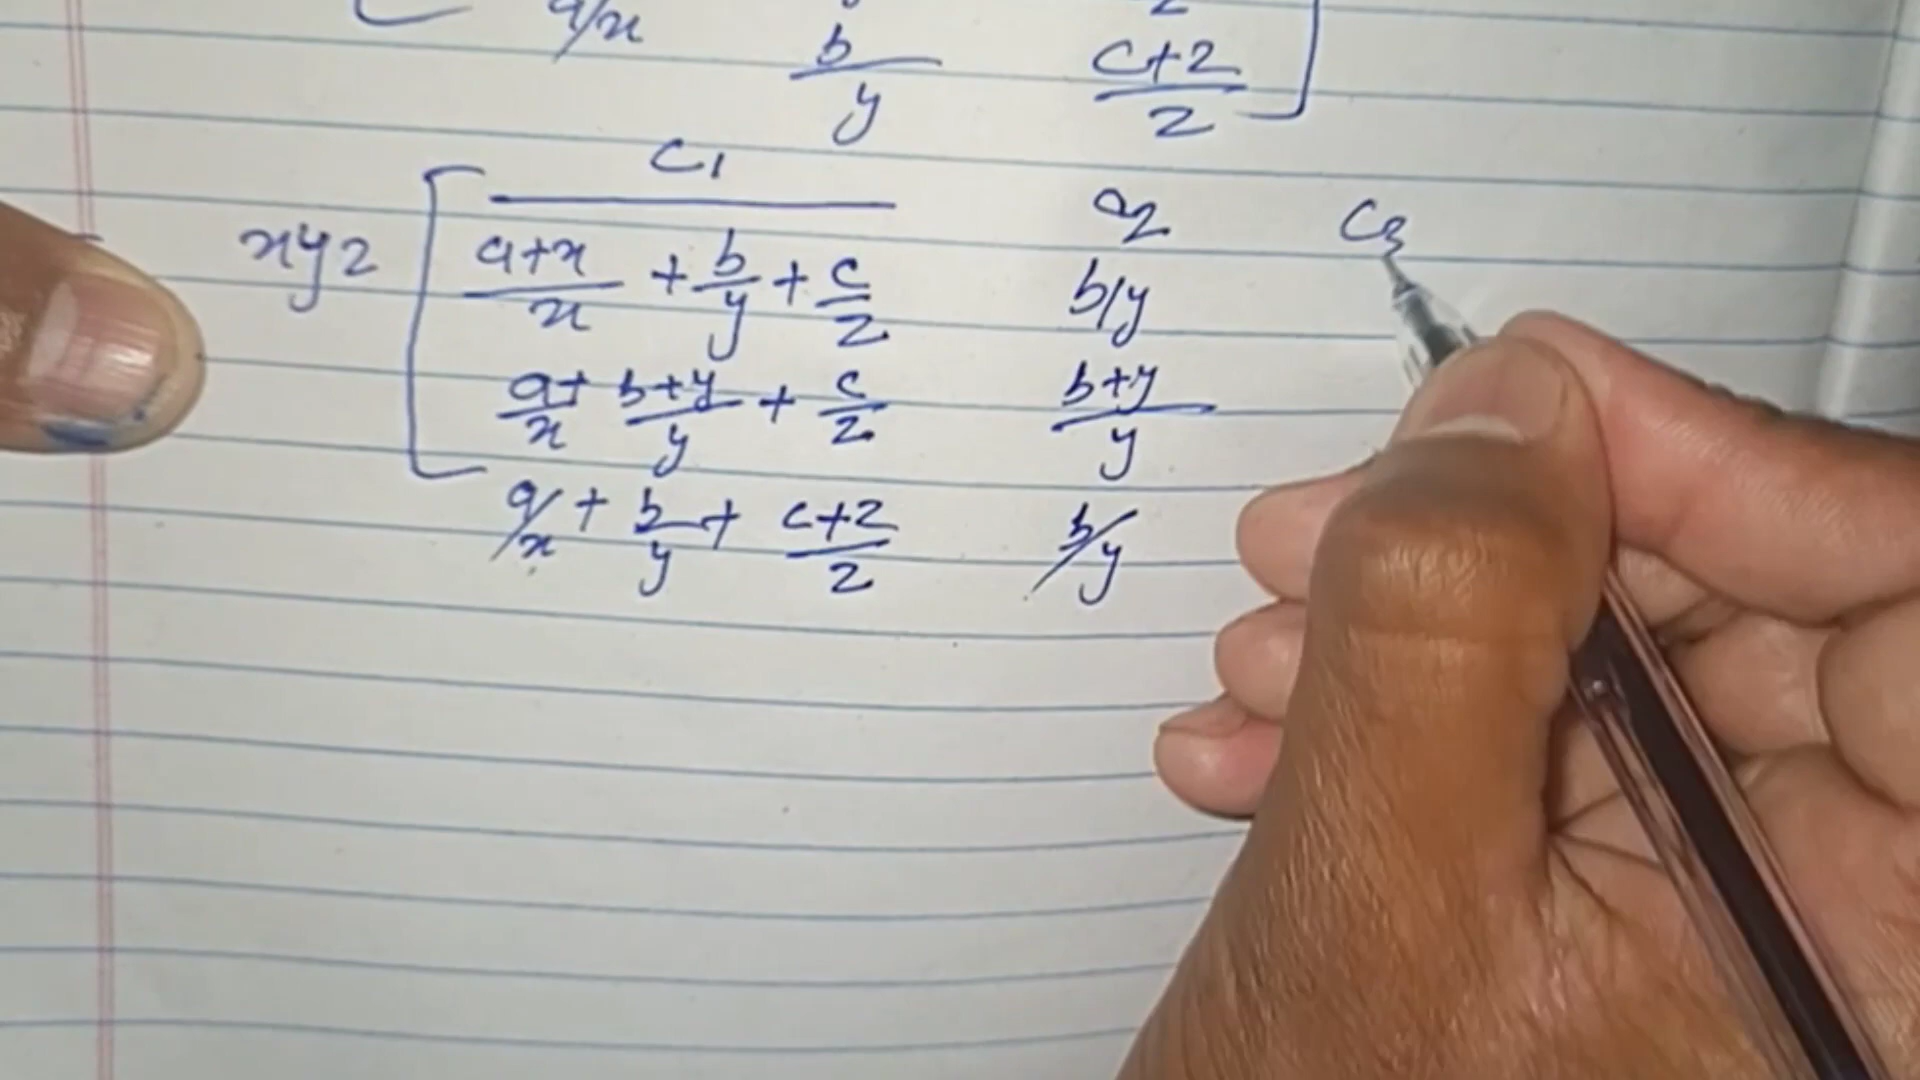 a/x b/y c+z/z
C1 C2 C3
xyz [ a+x/x + b/y + c/z b/y
a/x + b+y/y + c/z b+y/y
a/x + b/y + c+z/z b/y